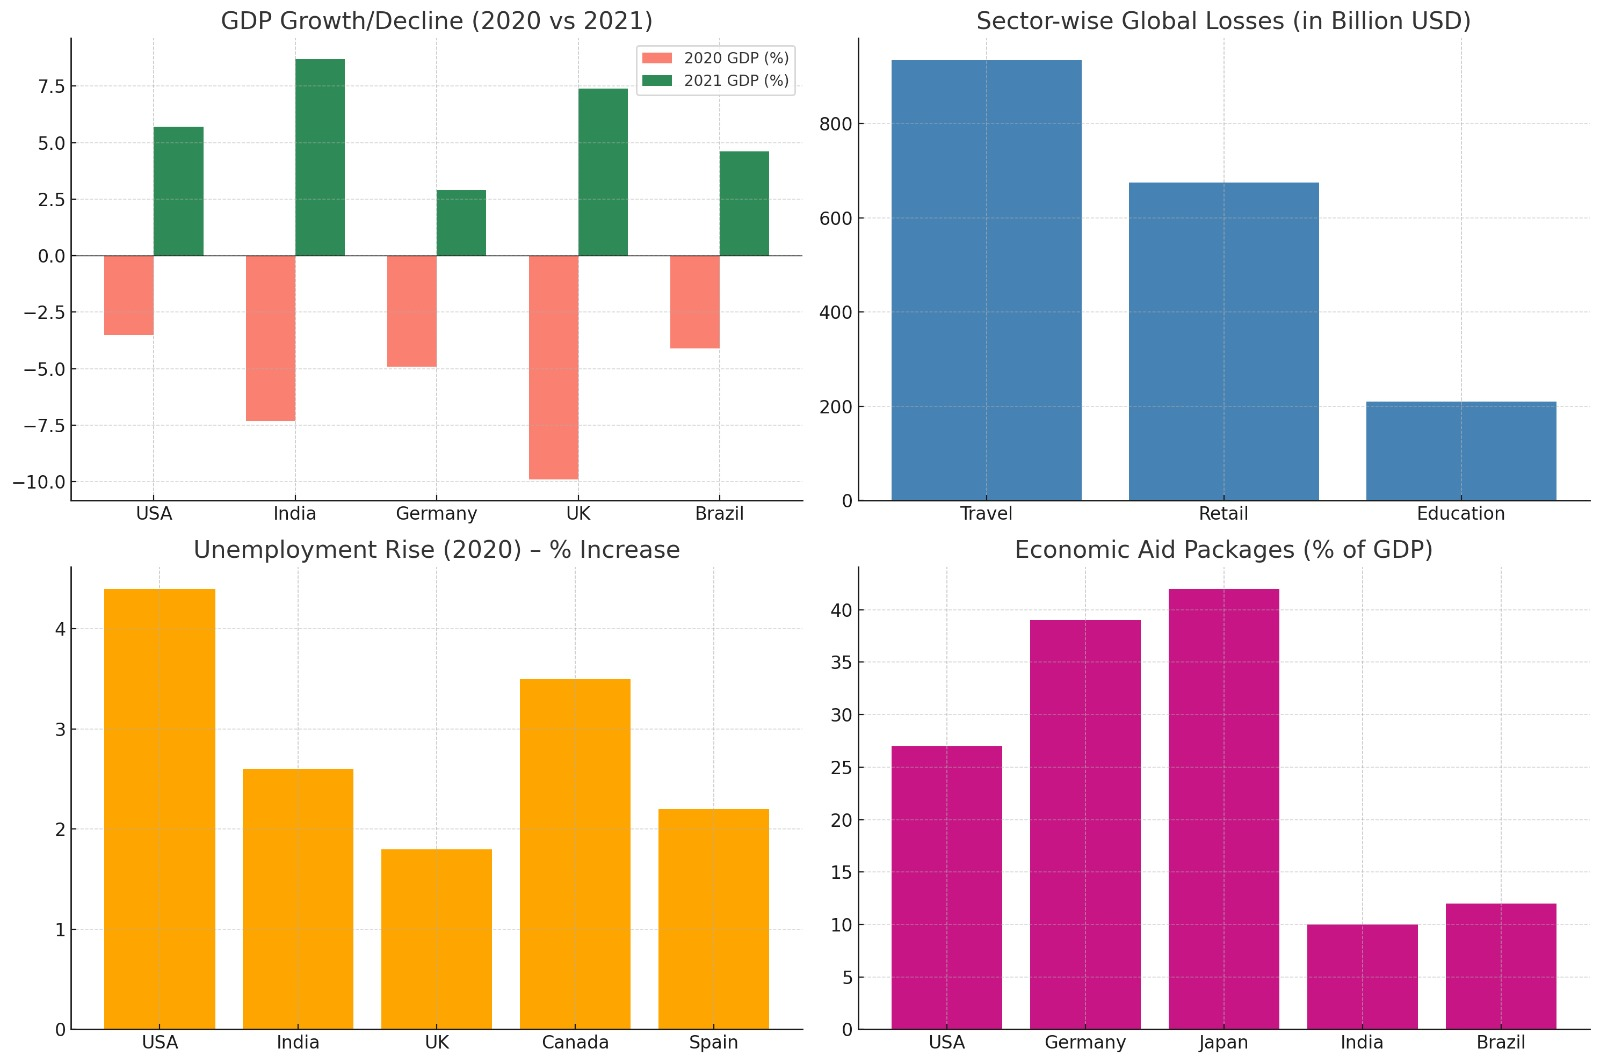 GDP Growth/Decline (2020 vs 2021)
2020 GDP (%)
2021 GDP (%)
7.5
5.0
2.5
0.0
−2.5
−5.0
−7.5
−10.0
USA India Germany UK Brazil
Sector-wise Global Losses (in Billion USD)
800
600
400
200
0
Travel Retail Education
Unemployment Rise (2020) – % Increase
4
3
2
1
0
USA India UK Canada Spain
Economic Aid Packages (% of GDP)
40
35
30
25
20
15
10
5
0
USA Germany Japan India Brazil